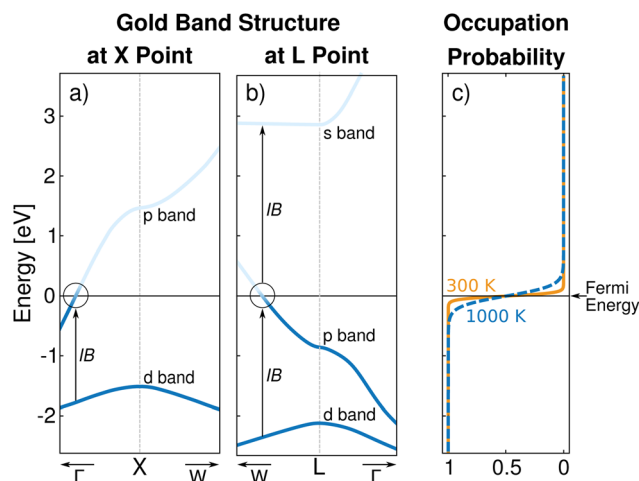 Gold Band Structure
at X Point
at L Point
Occupation
Probability
Energy [eV]
3
2
1
0
-1
-2
a)
p band
IB
d band
Γ
X
W
b)
s band
IB
p band
IB
d band
W
L
Γ
c)
300 K
1000 K
Fermi
Energy
1
0.5
0